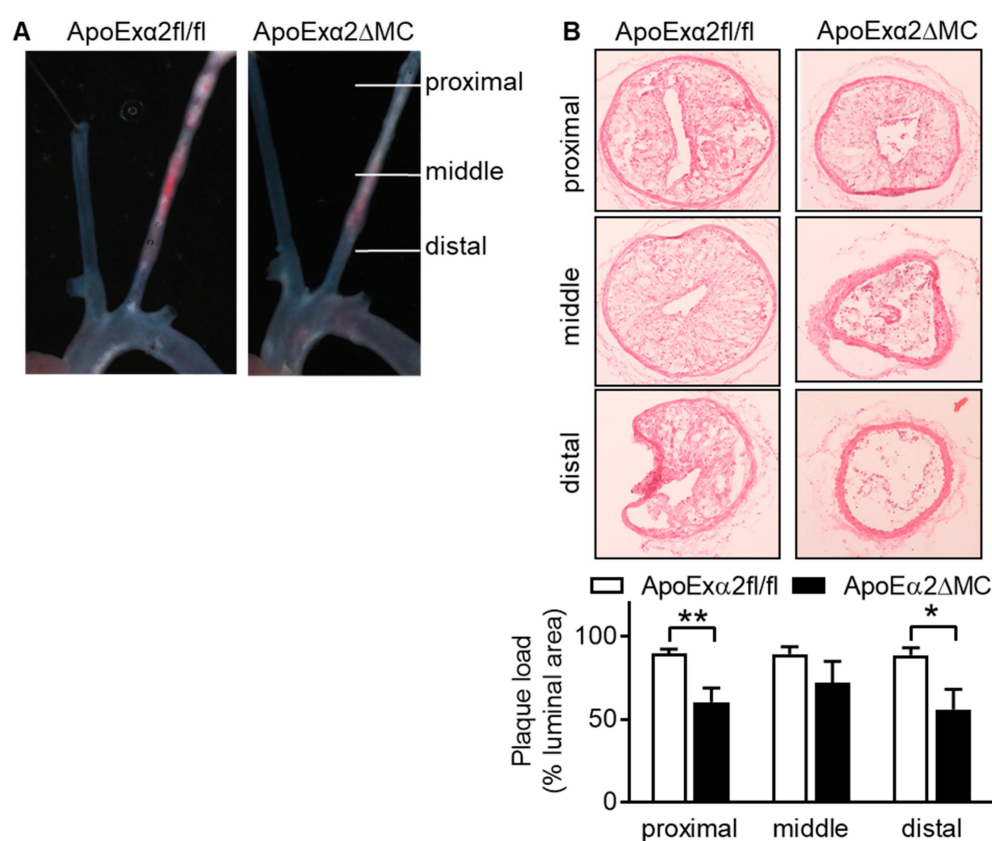 A
ApoExα2fl/fl
ApoExα2ΔMC
proximal
middle
distal
B
ApoExα2fl/fl
ApoExα2ΔMC
proximal
middle
distal
ApoExα2fl/fl
ApoEα2ΔMC
Plaque load
(% luminal area)
100
50
0
**
*
proximal
middle
distal